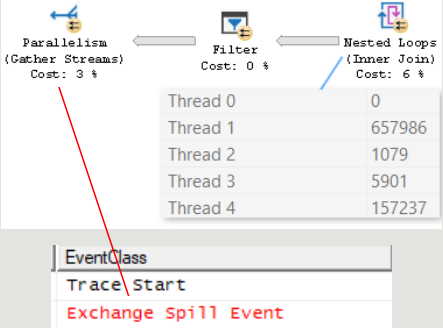 Parallelism
(Gather Streams)
Cost: 3 %
Filter
Cost: 0 %
Nested Loops
(Inner Join)
Cost: 6 %
Thread 0 0
Thread 1 657986
Thread 2 1079
Thread 3 5901
Thread 4 157237
EventClass
Trace Start
Exchange Spill Event